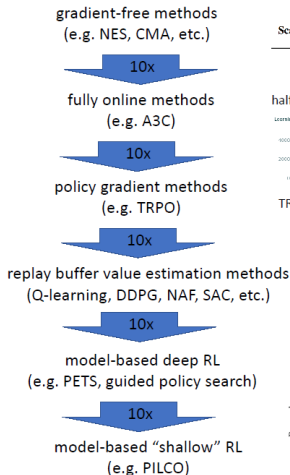 gradient-free methods
(e.g. NES, CMA, etc.)
10x
fully online methods
(e.g. A3C)
10x
policy gradient methods
(e.g. TRPO)
10x
replay buffer value estimation methods
(Q-learning, DDPG, NAF, SAC, etc.)
10x
model-based deep RL
(e.g. PETS, guided policy search)
10x
model-based “shallow” RL
(e.g. PILCO)
hal
TR